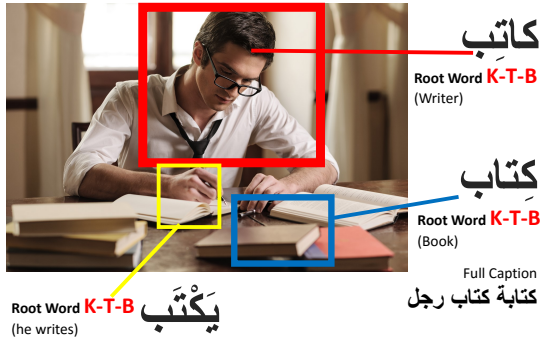 كاتِب
Root Word K-T-B
(Writer)
كِتاب
Root Word K-T-B
(Book)
Full Caption
كتابة كتاب رجل
Root Word K-T-B
(he writes)
يَكْتَب